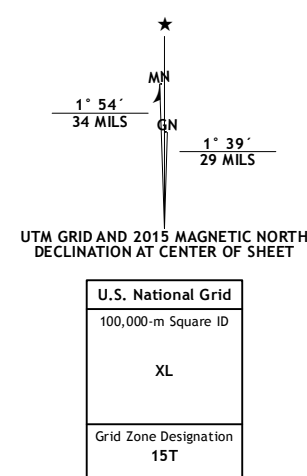 ★
MN
1° 54´
34 MILS
GN
1° 39´
29 MILS
UTM GRID AND 2015 MAGNETIC NORTH
DECLINATION AT CENTER OF SHEET
U.S. National Grid
100,000-m Square ID
XL
Grid Zone Designation
15T